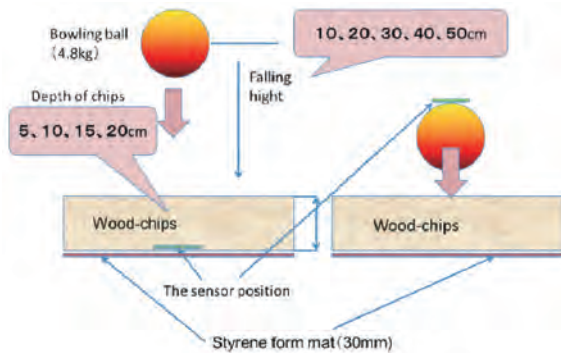 Bowling ball
(4.8kg)
10、20、30、40、50cm
Falling
hight
Depth of chips
5、10、15、20cm
Wood-chips
Wood-chips
The sensor position
Styrene form mat(30mm)